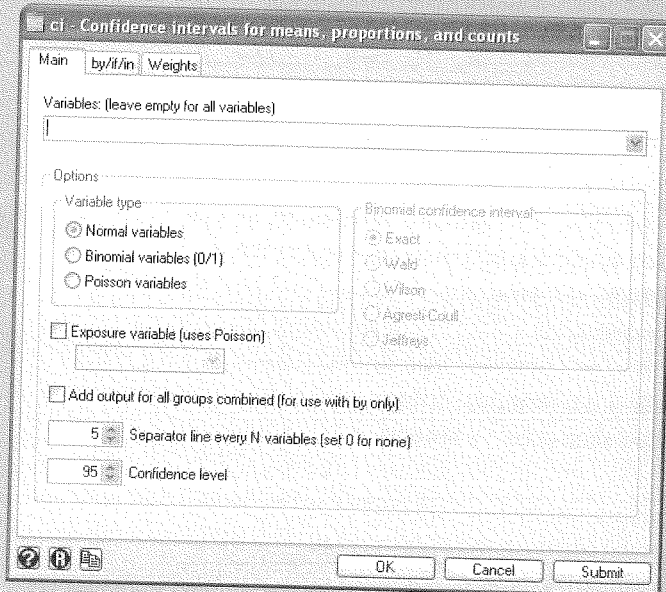 ci - Confidence intervals for means, proportions, and counts
Main by/if/in Weights
Variables: (leave empty for all variables)
Options
Variable type
Normal variables
Binomial variables (0/1)
Poisson variables
Binomial confidence interval
Exact
Wald
Wilson
Agresti-Coull
Jeffreys
Exposure variable (uses Poisson)
Add output for all groups combined (for use with by only)
5 Separator line every N variables (set 0 for none)
95 Confidence level
? R
OK Cancel Submit